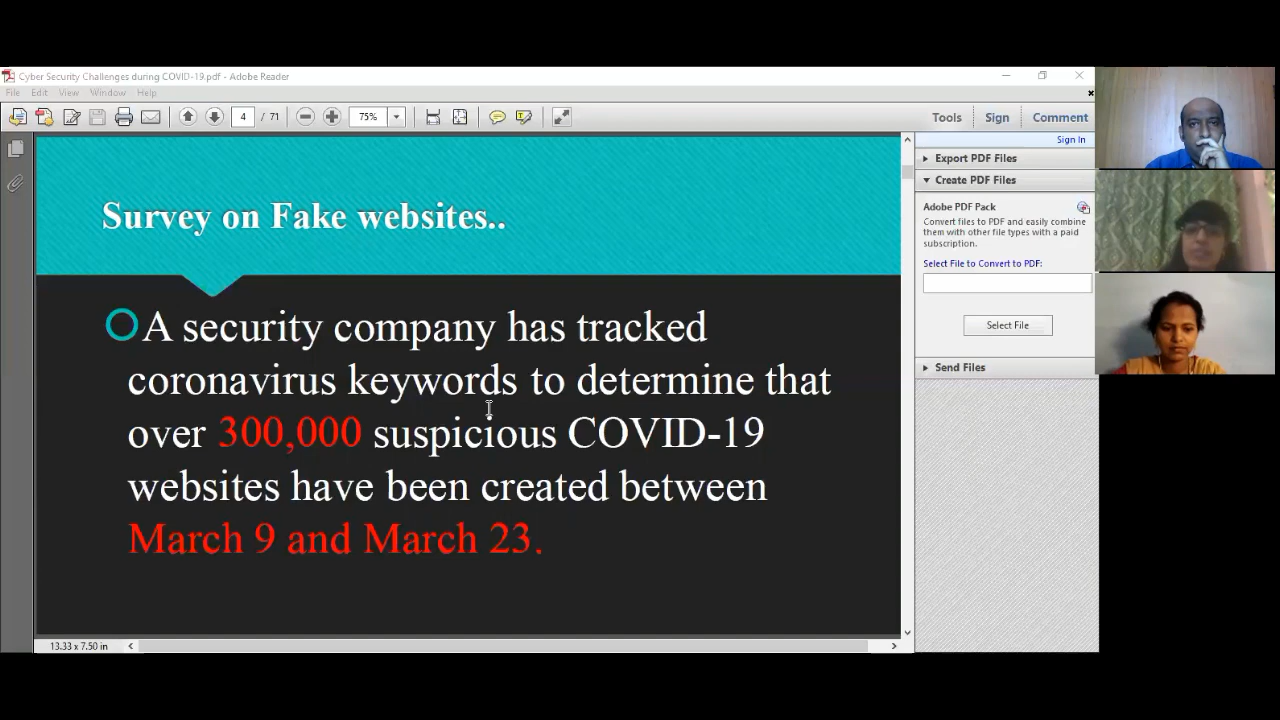 Cyber Security Challenges during COVID-19.pdf - Adobe Reader
File Edit View Window Help
4 / 71 75% Tools Sign Comment
Sign In
Export PDF Files
Create PDF Files
Adobe PDF Pack
Convert files to PDF and easily combine
them with other file types with a paid
subscription.
Select File to Convert to PDF:
Select File
Send Files
Survey on Fake websites..
A security company has tracked
coronavirus keywords to determine that
over 300,000 suspicious COVID-19
websites have been created between
March 9 and March 23.
13.33 x 7.50 in